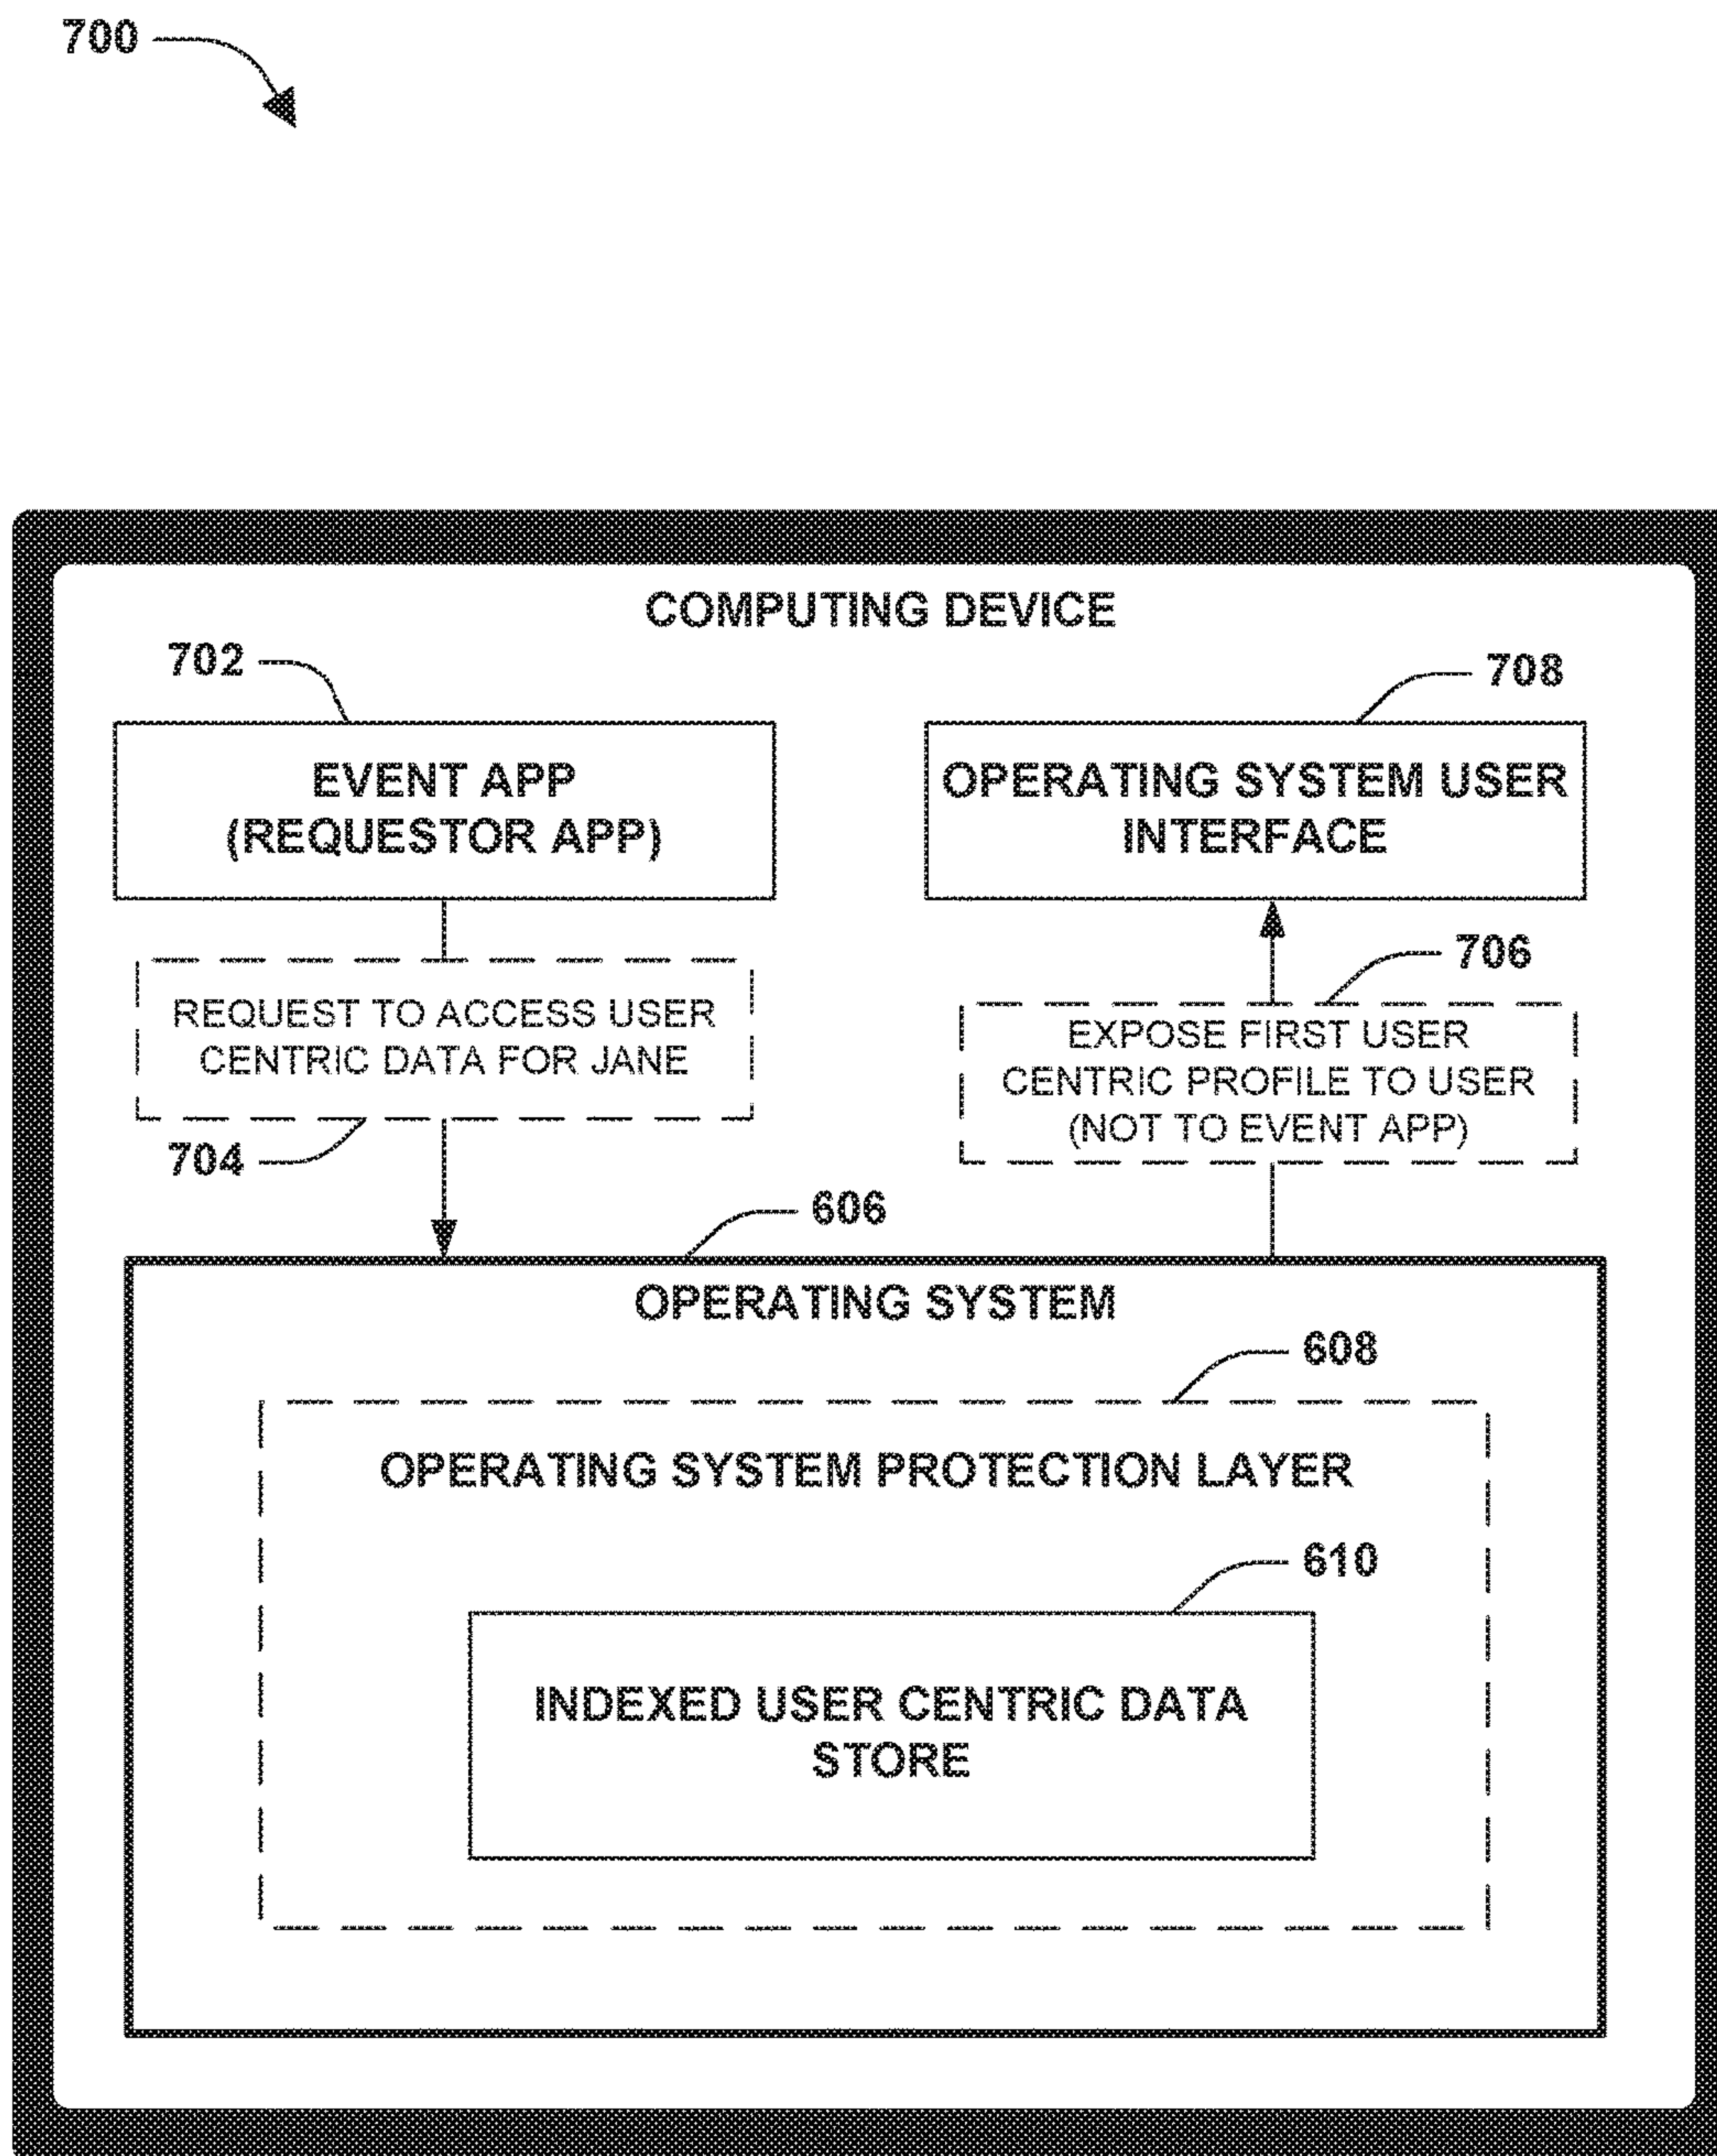 700
COMPUTING DEVICE
702
708
EVENT APP
(REQUESTOR APP)
OPERATING SYSTEM USER
INTERFACE
706
REQUEST TO ACCESS USER
CENTRIC DATA FOR JANE
EXPOSE FIRST USER
CENTRIC PROFILE TO USER
(NOT TO EVENT APP)
704
606
OPERATING SYSTEM
608
OPERATING SYSTEM PROTECTION LAYER
610
INDEXED USER CENTRIC DATA
STORE